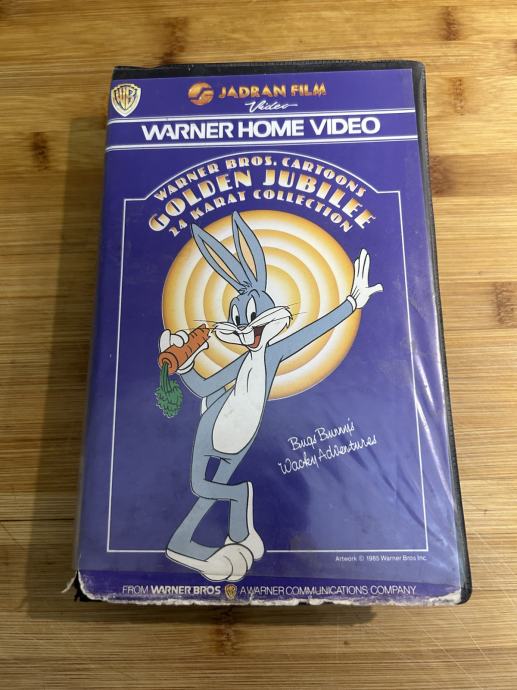 WB
JADRAN FILM
Video
WARNER HOME VIDEO
WARNER BROS. CARTOONS
GOLDEN JUBILEE
24 KARAT COLLECTION
Bugs Bunny's
Wacky Adventures
Artwork © 1985 Warner Bros Inc.
FROM WARNER BROS WB A WARNER COMMUNICATIONS COMPANY